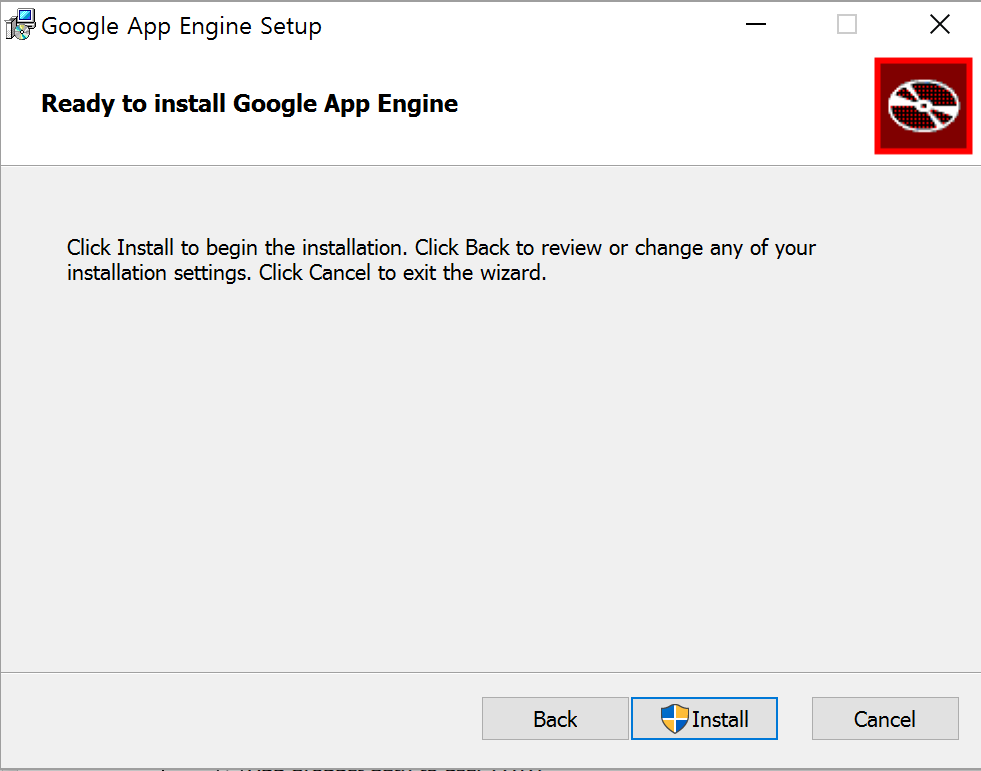 Google App Engine Setup
Ready to install Google App Engine
Click Install to begin the installation. Click Back to review or change any of your
installation settings. Click Cancel to exit the wizard.
Back Install Cancel